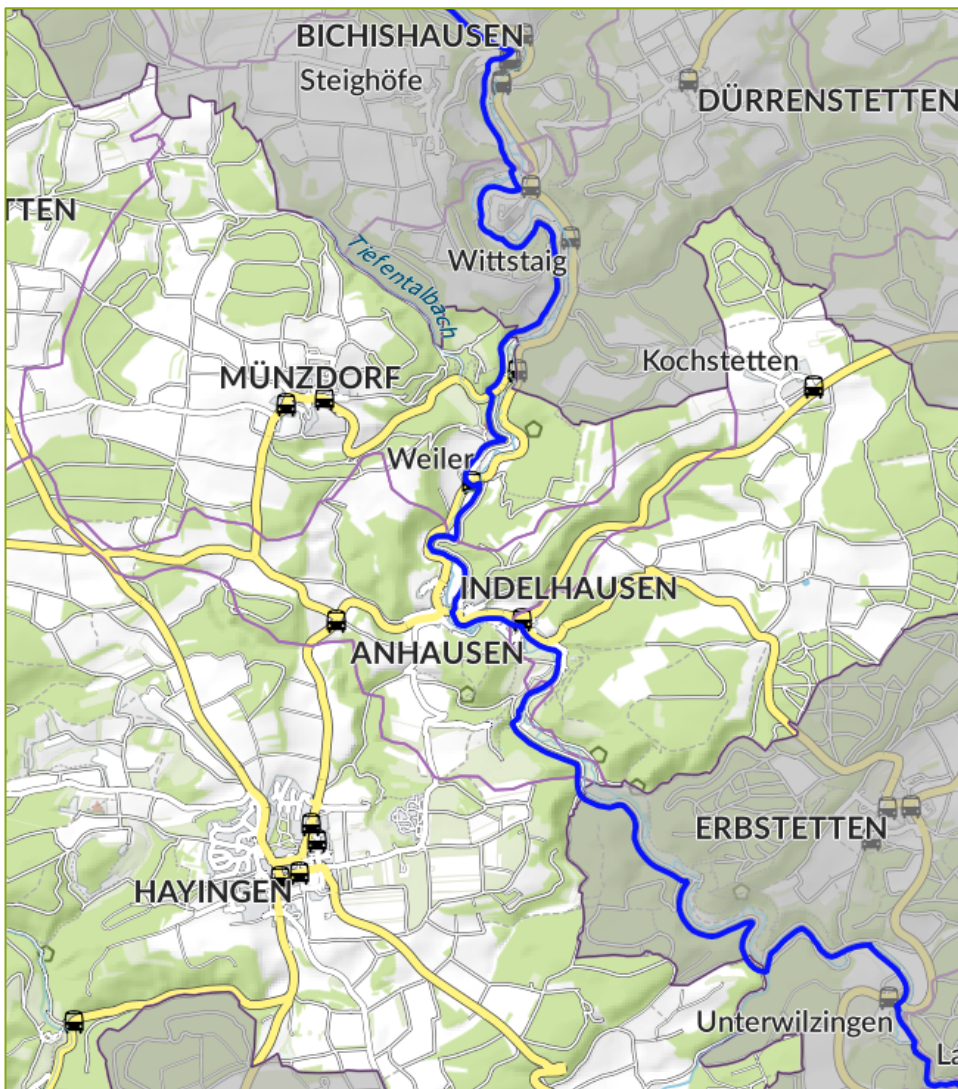 BICHISHAUSEN
Steighöfe
DÜRRENSTETTEN
TTEN
Tiefentalbach
Wittstaig
Kochstetten
MÜNZDORF
Weiler
INDELHAUSEN
ANHAUSEN
ERBSTETTEN
HAYINGEN
Unterwilzingen
La